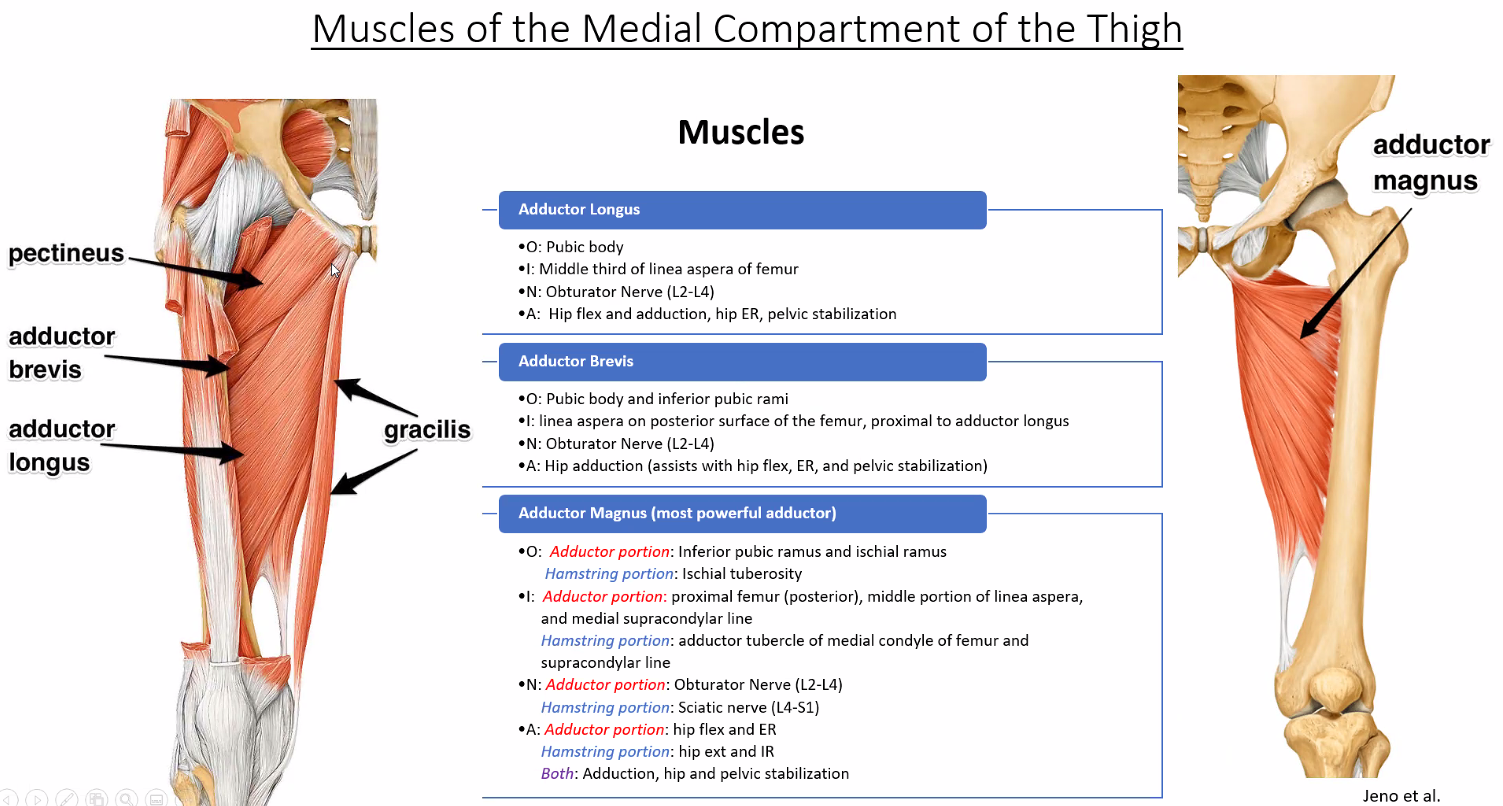 Muscles of the Medial Compartment of the Thigh
Muscles
pectineus
adductor
brevis
adductor
longus
gracilis
Adductor Longus
•O: Pubic body
•I: Middle third of linea aspera of femur
•N: Obturator Nerve (L2-L4)
•A:  Hip flex and adduction, hip ER, pelvic stabilization
Adductor Brevis
•O: Pubic body and inferior pubic rami
•I: linea aspera on posterior surface of the femur, proximal to adductor longus
•N: Obturator Nerve (L2-L4)
•A: Hip adduction (assists with hip flex, ER, and pelvic stabilization)
Adductor Magnus (most powerful adductor)
•O:  Adductor portion: Inferior pubic ramus and ischial ramus
Hamstring portion: Ischial tuberosity
•I:  Adductor portion: proximal femur (posterior), middle portion of linea aspera,
and medial supracondylar line
Hamstring portion: adductor tubercle of medial condyle of femur and
supracondylar line
•N: Adductor portion: Obturator Nerve (L2-L4)
Hamstring portion: Sciatic nerve (L4-S1)
•A: Adductor portion: hip flex and ER
Hamstring portion: hip ext and IR
Both: Adduction, hip and pelvic stabilization
adductor
magnus
Jeno et al.